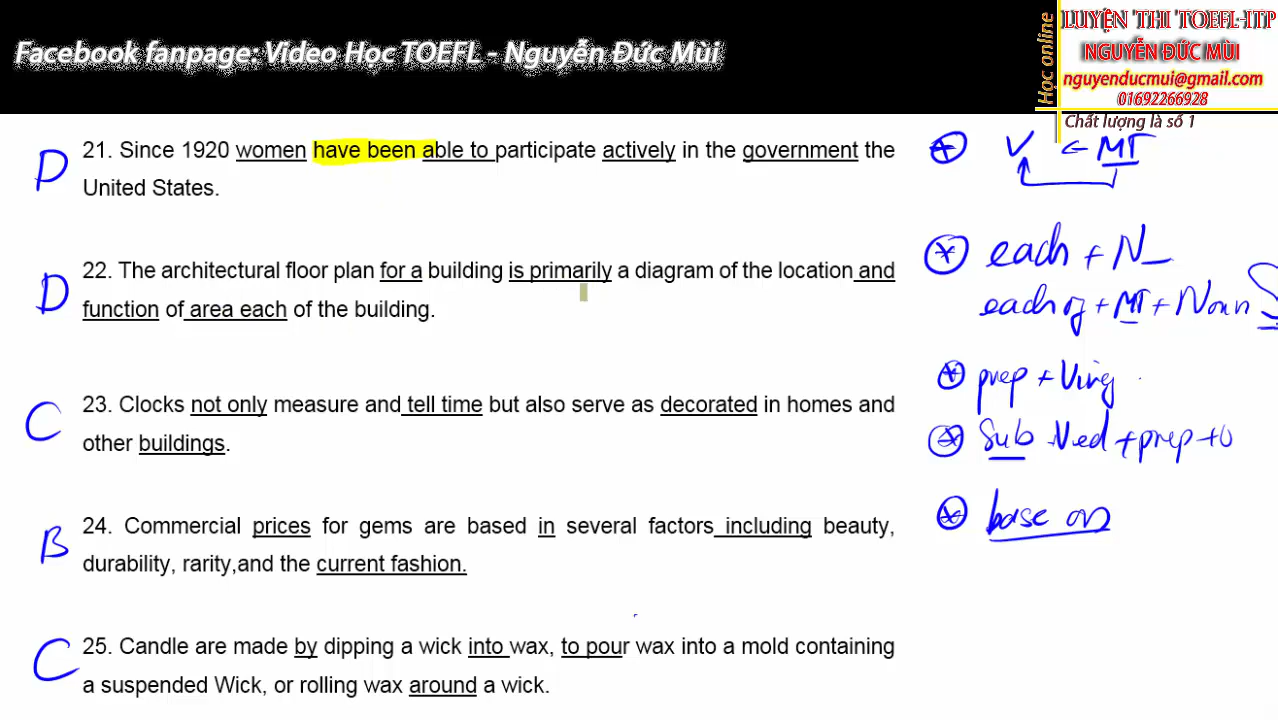 Facebook fanpage: Video Học TOEFL - Nguyễn Đức Mùi
Học online
LUYỆN THI TOEFL-ITP
NGUYỄN ĐỨC MÙI
nguyenducmui@gmail.com
01692266928
Chất lượng là số 1
D
21. Since 1920 women have been able to participate actively in the government the
United States.
D
22. The architectural floor plan for a building is primarily a diagram of the location and
function of area each of the building.
C
23. Clocks not only measure and tell time but also serve as decorated in homes and
other buildings.
B
24. Commercial prices for gems are based in several factors including beauty,
durability, rarity,and the current fashion.
C
25. Candle are made by dipping a wick into wax, to pour wax into a mold containing
a suspended Wick, or rolling wax around a wick.
V ← MT
each + N
each of + MT + Noun S
prep + Ving
Sub Ved + prep + O
base on